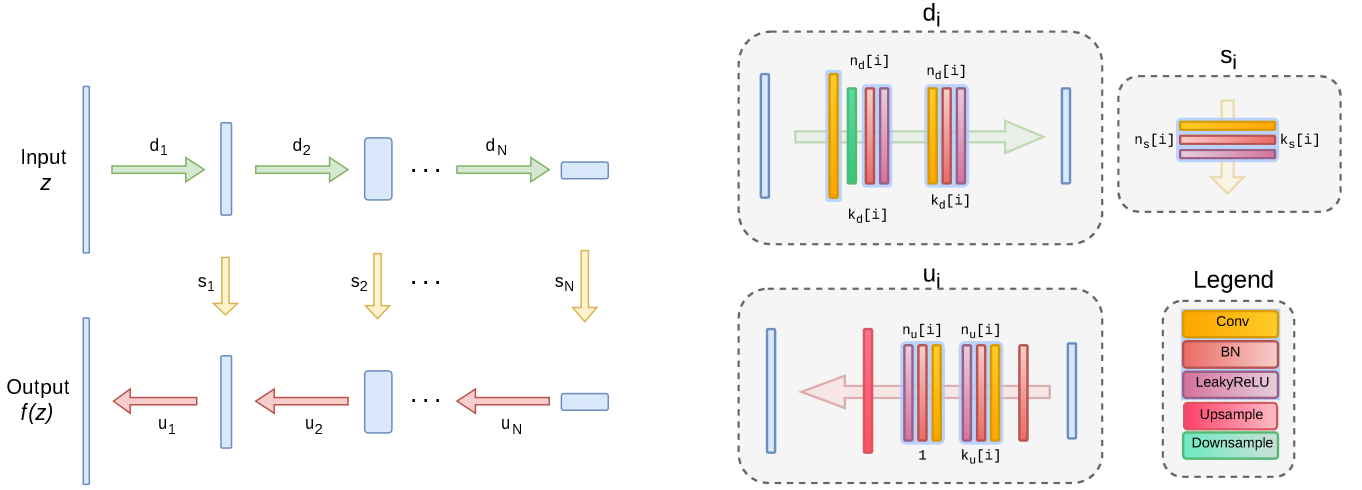 Input
z
d1
d2
...
dN
s1
s2
...
sN
Output
f(z)
u1
u2
...
uN
di
nd[i]
nd[i]
kd[i]
kd[i]
si
ns[i]
ks[i]
ui
nu[i]
nu[i]
1
ku[i]
Legend
Conv
BN
LeakyReLU
Upsample
Downsample